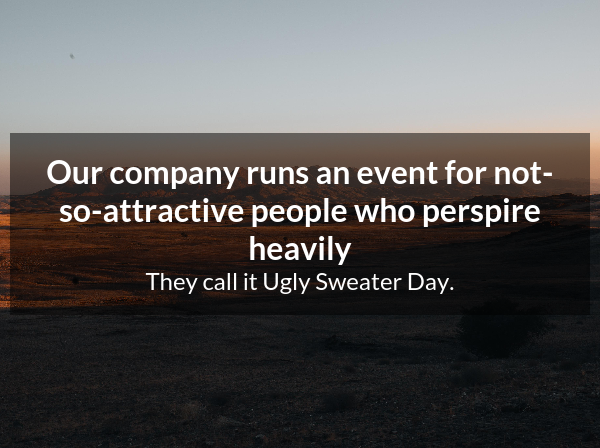 Our company runs an event for not-
so-attractive people who perspire
heavily
They call it Ugly Sweater Day.